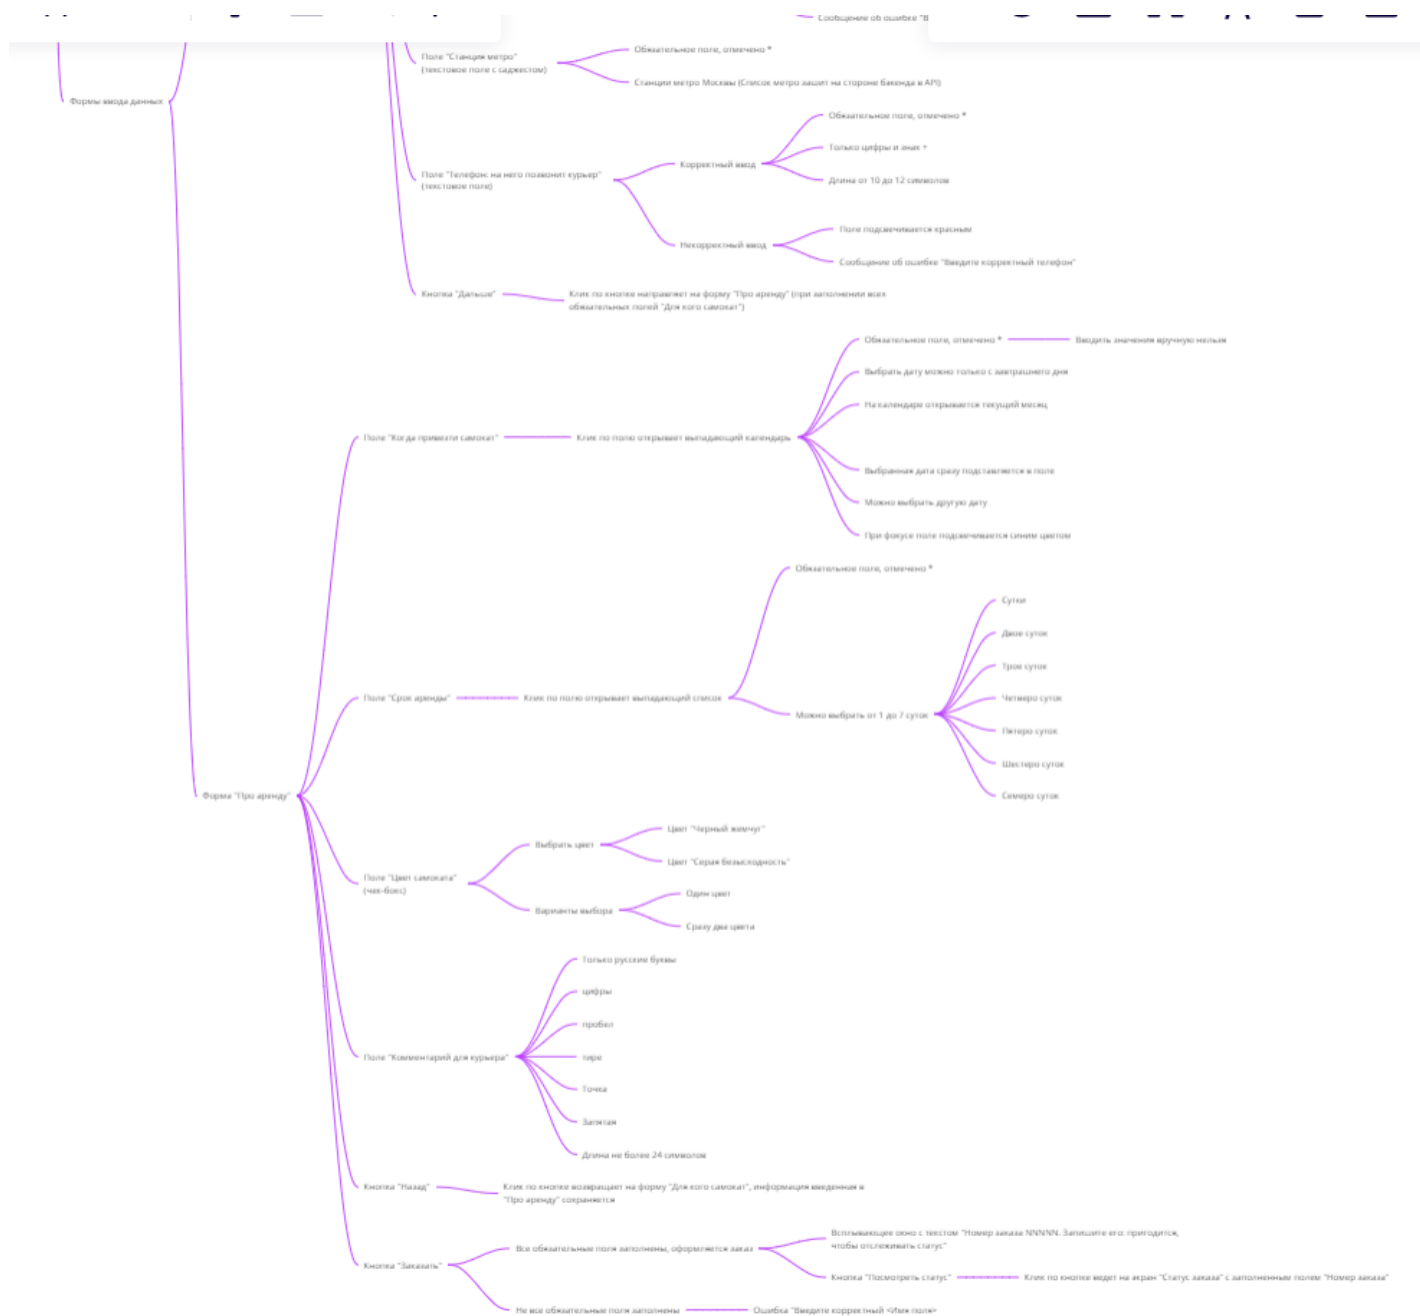 Сообщение об ошибке "В
Поле "Станция метро"
(текстовое поле с саджестом)
Обязательное поле, отмечено *
Станции метро Москвы (Список метро зашит на стороне бэкенда в API)
Формы ввода данных
Поле "Телефон: на него позвонит курьер"
(текстовое поле)
Корректный ввод
Обязательное поле, отмечено *
Только цифры и знак +
Длина от 10 до 12 символов
Некорректный ввод
Поле подсвечивается красным
Сообщение об ошибке "Введите корректный телефон"
Кнопка "Дальше"
Клик по кнопке направляет на форму "Про аренду" (при заполнении всех
обязательных полей "Для кого самокат")
Поле "Когда привезти самокат"
Клик по полю открывает выпадающий календарь
Обязательное поле, отмечено *
Вводить значения вручную нельзя
Выбрать дату можно только с завтрашнего дня
На календаре открывается текущий месяц
Выбранная дата сразу подставляется в поле
Можно выбрать другую дату
При фокусе поле подсвечивается синим цветом
Поле "Срок аренды"
Клик по полю открывает выпадающий список
Обязательное поле, отмечено *
Можно выбрать от 1 до 7 суток
Сутки
Двое суток
Трое суток
Четверо суток
Пятеро суток
Шестеро суток
Семеро суток
Форма "Про аренду"
Поле "Цвет самоката"
(чек-бокс)
Выбрать цвет
Цвет "Черный жемчуг"
Цвет "Серая безысходность"
Варианты выбора
Один цвет
Сразу два цвета
Поле "Комментарий для курьера"
Только русские буквы
цифры
пробел
тире
Точка
Запятая
Длина не более 24 символов
Кнопка "Назад"
Клик по кнопке возвращает на форму "Для кого самокат", информация введенная в
"Про аренду" сохраняется
Кнопка "Заказать"
Все обязательные поля заполнены, оформляется заказ
Всплывающее окно с текстом "Номер заказа NNNNN. Запишите его: пригодится,
чтобы отслеживать статус"
Кнопка "Посмотреть статус"
Клик по кнопке ведет на экран "Статус заказа" с заполненным полем "Номер заказа"
Не все обязательные поля заполнены
Ошибка "Введите корректный <Имя поля>